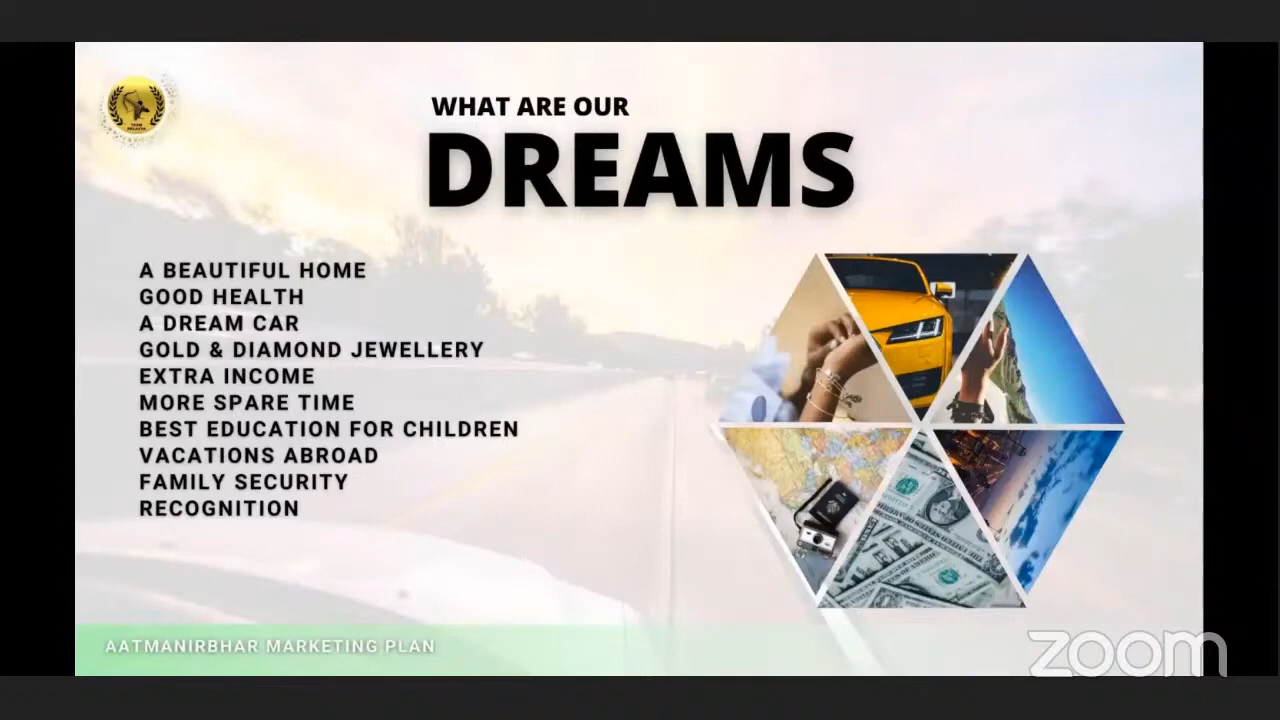 WHAT ARE OUR
DREAMS
A BEAUTIFUL HOME
GOOD HEALTH
A DREAM CAR
GOLD & DIAMOND JEWELLERY
EXTRA INCOME
MORE SPARE TIME
BEST EDUCATION FOR CHILDREN
VACATIONS ABROAD
FAMILY SECURITY
RECOGNITION
AATMANIRBHAR MARKETING PLAN
zoom